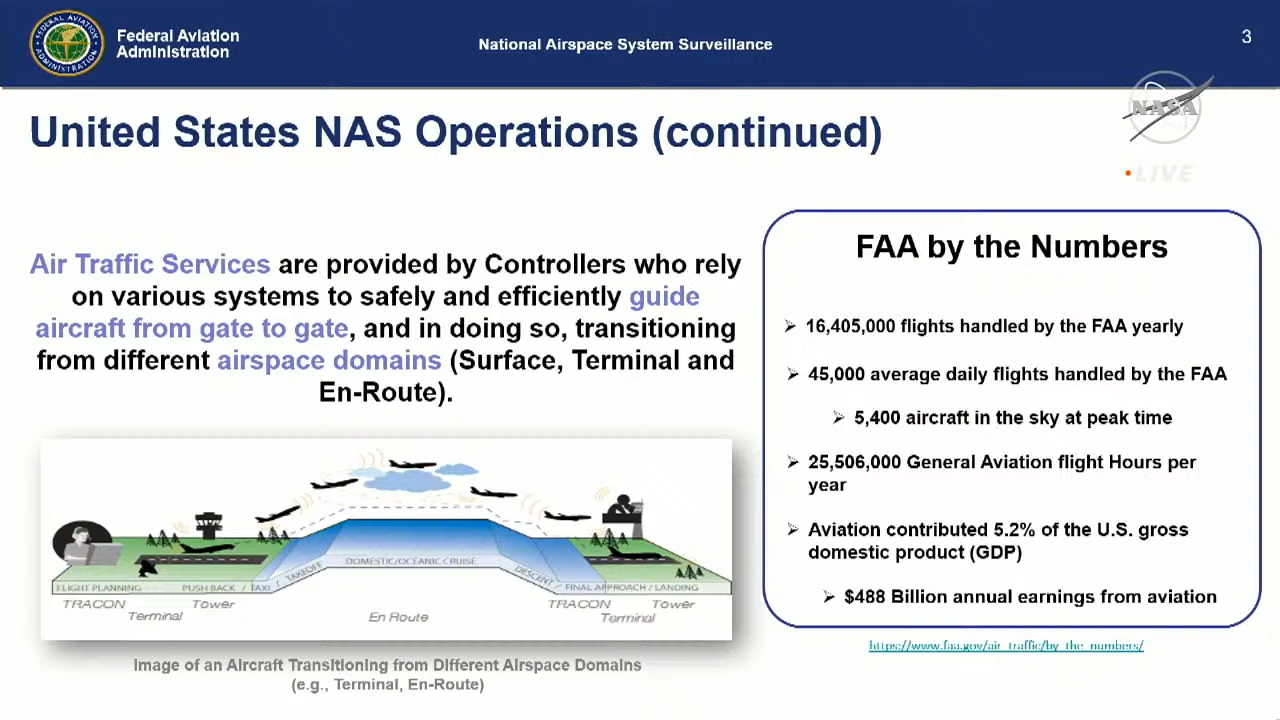 Federal Aviation
Administration
National Airspace System Surveillance
3
NASA
LIVE
United States NAS Operations (continued)
Air Traffic Services are provided by Controllers who rely
on various systems to safely and efficiently guide
aircraft from gate to gate, and in doing so, transitioning
from different airspace domains (Surface, Terminal and
En-Route).
FLIGHT PLANNING
PUSH BACK / TAXI / TAKEOFF
DOMESTIC/OCEANIC CRUISE
DESCENT / FINAL APPROACH / LANDING
TRACON Tower
Terminal
En Route
TRACON Tower
Terminal
Image of an Aircraft Transitioning from Different Airspace Domains
(e.g., Terminal, En-Route)
FAA by the Numbers
➢ 16,405,000 flights handled by the FAA yearly
➢ 45,000 average daily flights handled by the FAA
➢ 5,400 aircraft in the sky at peak time
➢ 25,506,000 General Aviation flight Hours per
year
➢ Aviation contributed 5.2% of the U.S. gross
domestic product (GDP)
➢ $488 Billion annual earnings from aviation
https://www.faa.gov/air_traffic/by_the_numbers/